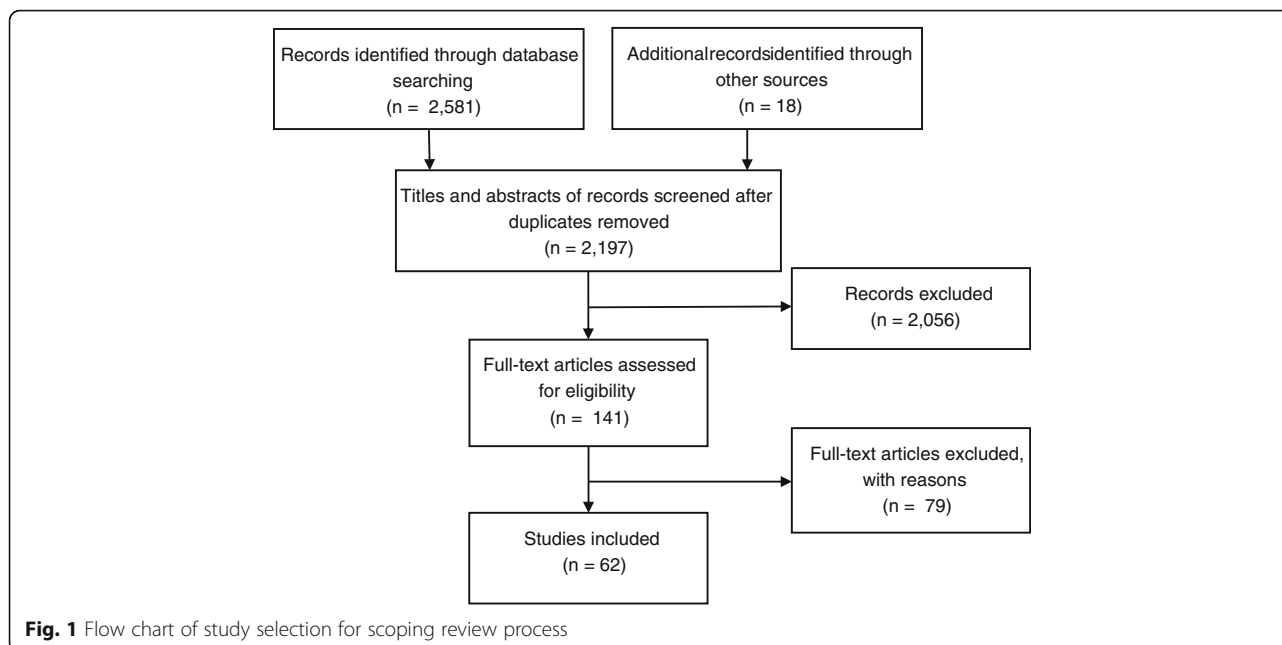 Records identified through database
searching
(n = 2,581)
Additionalrecordsidentified through
other sources
(n = 18)
Titles and abstracts of records screened after
duplicates removed
(n = 2,197)
Records excluded
(n = 2,056)
Full-text articles assessed
for eligibility
(n = 141)
Full-text articles excluded,
with reasons
(n = 79)
Studies included
(n = 62)
Fig. 1 Flow chart of study selection for scoping review process